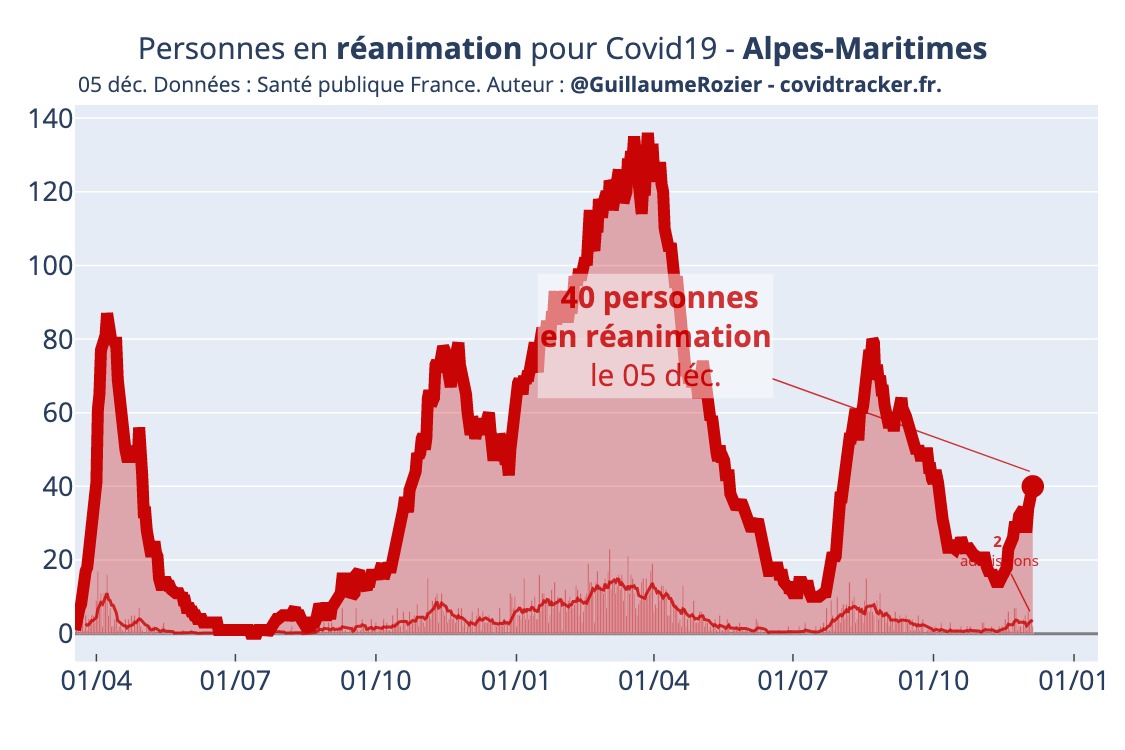 Personnes en réanimation pour Covid19 - Alpes-Maritimes
05 déc. Données : Santé publique France. Auteur : @GuillaumeRozier - covidtracker.fr.
140
120
100
80
60
40
20
0
40 personnes
en réanimation
le 05 déc.
2
admissions
01/04
01/07
01/10
01/01
01/04
01/07
01/10
01/01